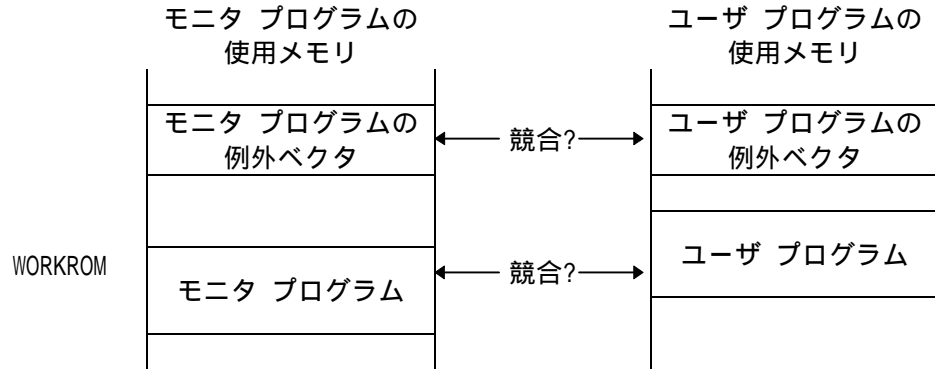 モニタ プログラムの
使用メモリ
ユーザ プログラムの
使用メモリ
モニタ プログラムの
例外ベクタ
競合?
ユーザ プログラムの
例外ベクタ
WORKROM
モニタ プログラム
競合?
ユーザ プログラム